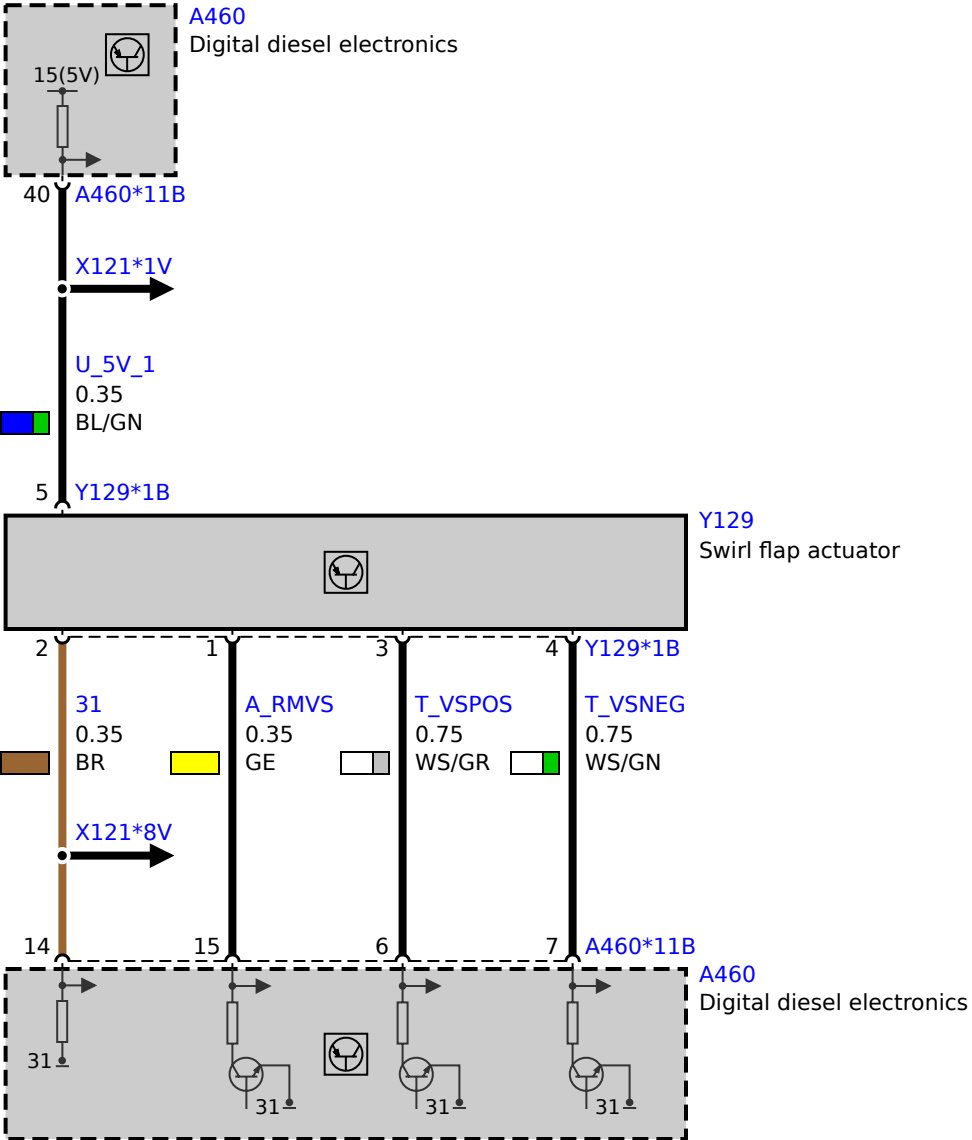 A460
Digital diesel electronics
15(5V)
40 A460*11B
X121*1V
U_5V_1
0.35
BL/GN
5 Y129*1B
Y129
Swirl flap actuator
2 1 3 4 Y129*1B
31 A_RMVS T_VSPOS T_VSNEG
0.35 0.35 0.75 0.75
BR GE WS/GR WS/GN
X121*8V
14 15 6 7 A460*11B
A460
Digital diesel electronics
31
31 31 31